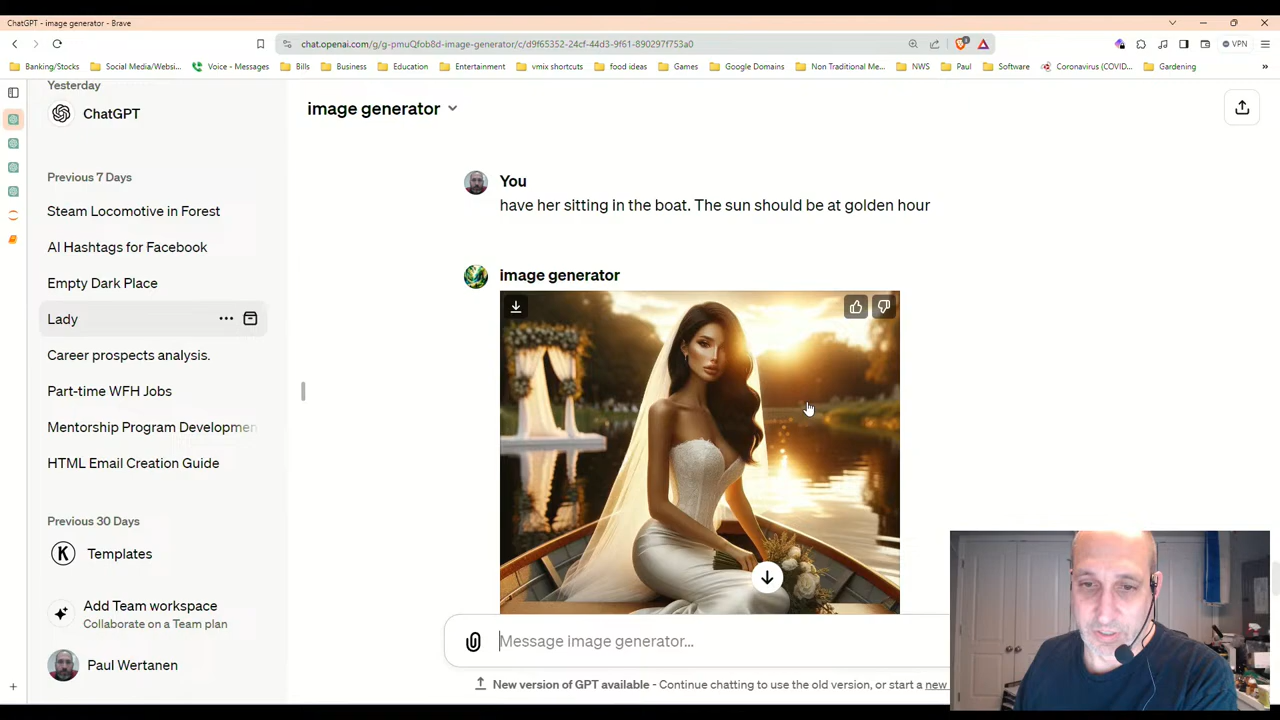 ChatGPT - image generator - Brave
chat.openai.com/g/g-pmuQfob8d-image-generator/c/d9f65352-24cf-44d3-9f61-890297f753a0
VPN
Banking/Stocks
Social Media/Websi...
Voice - Messages
Bills
Business
Education
Entertainment
vmix shortcuts
food ideas
Games
Google Domains
Non Traditional Me...
NWS
Paul
Software
Coronavirus (COVID...
Gardening
»
Yesterday
ChatGPT
Previous 7 Days
Steam Locomotive in Forest
AI Hashtags for Facebook
Empty Dark Place
Lady
Career prospects analysis.
Part-time WFH Jobs
Mentorship Program Developmen
HTML Email Creation Guide
Previous 30 Days
K
Templates
Add Team workspace
Collaborate on a Team plan
Paul Wertanen
image generator
You
have her sitting in the boat. The sun should be at golden hour
image generator
Message image generator...
New version of GPT available - Continue chatting to use the old version, or start a new